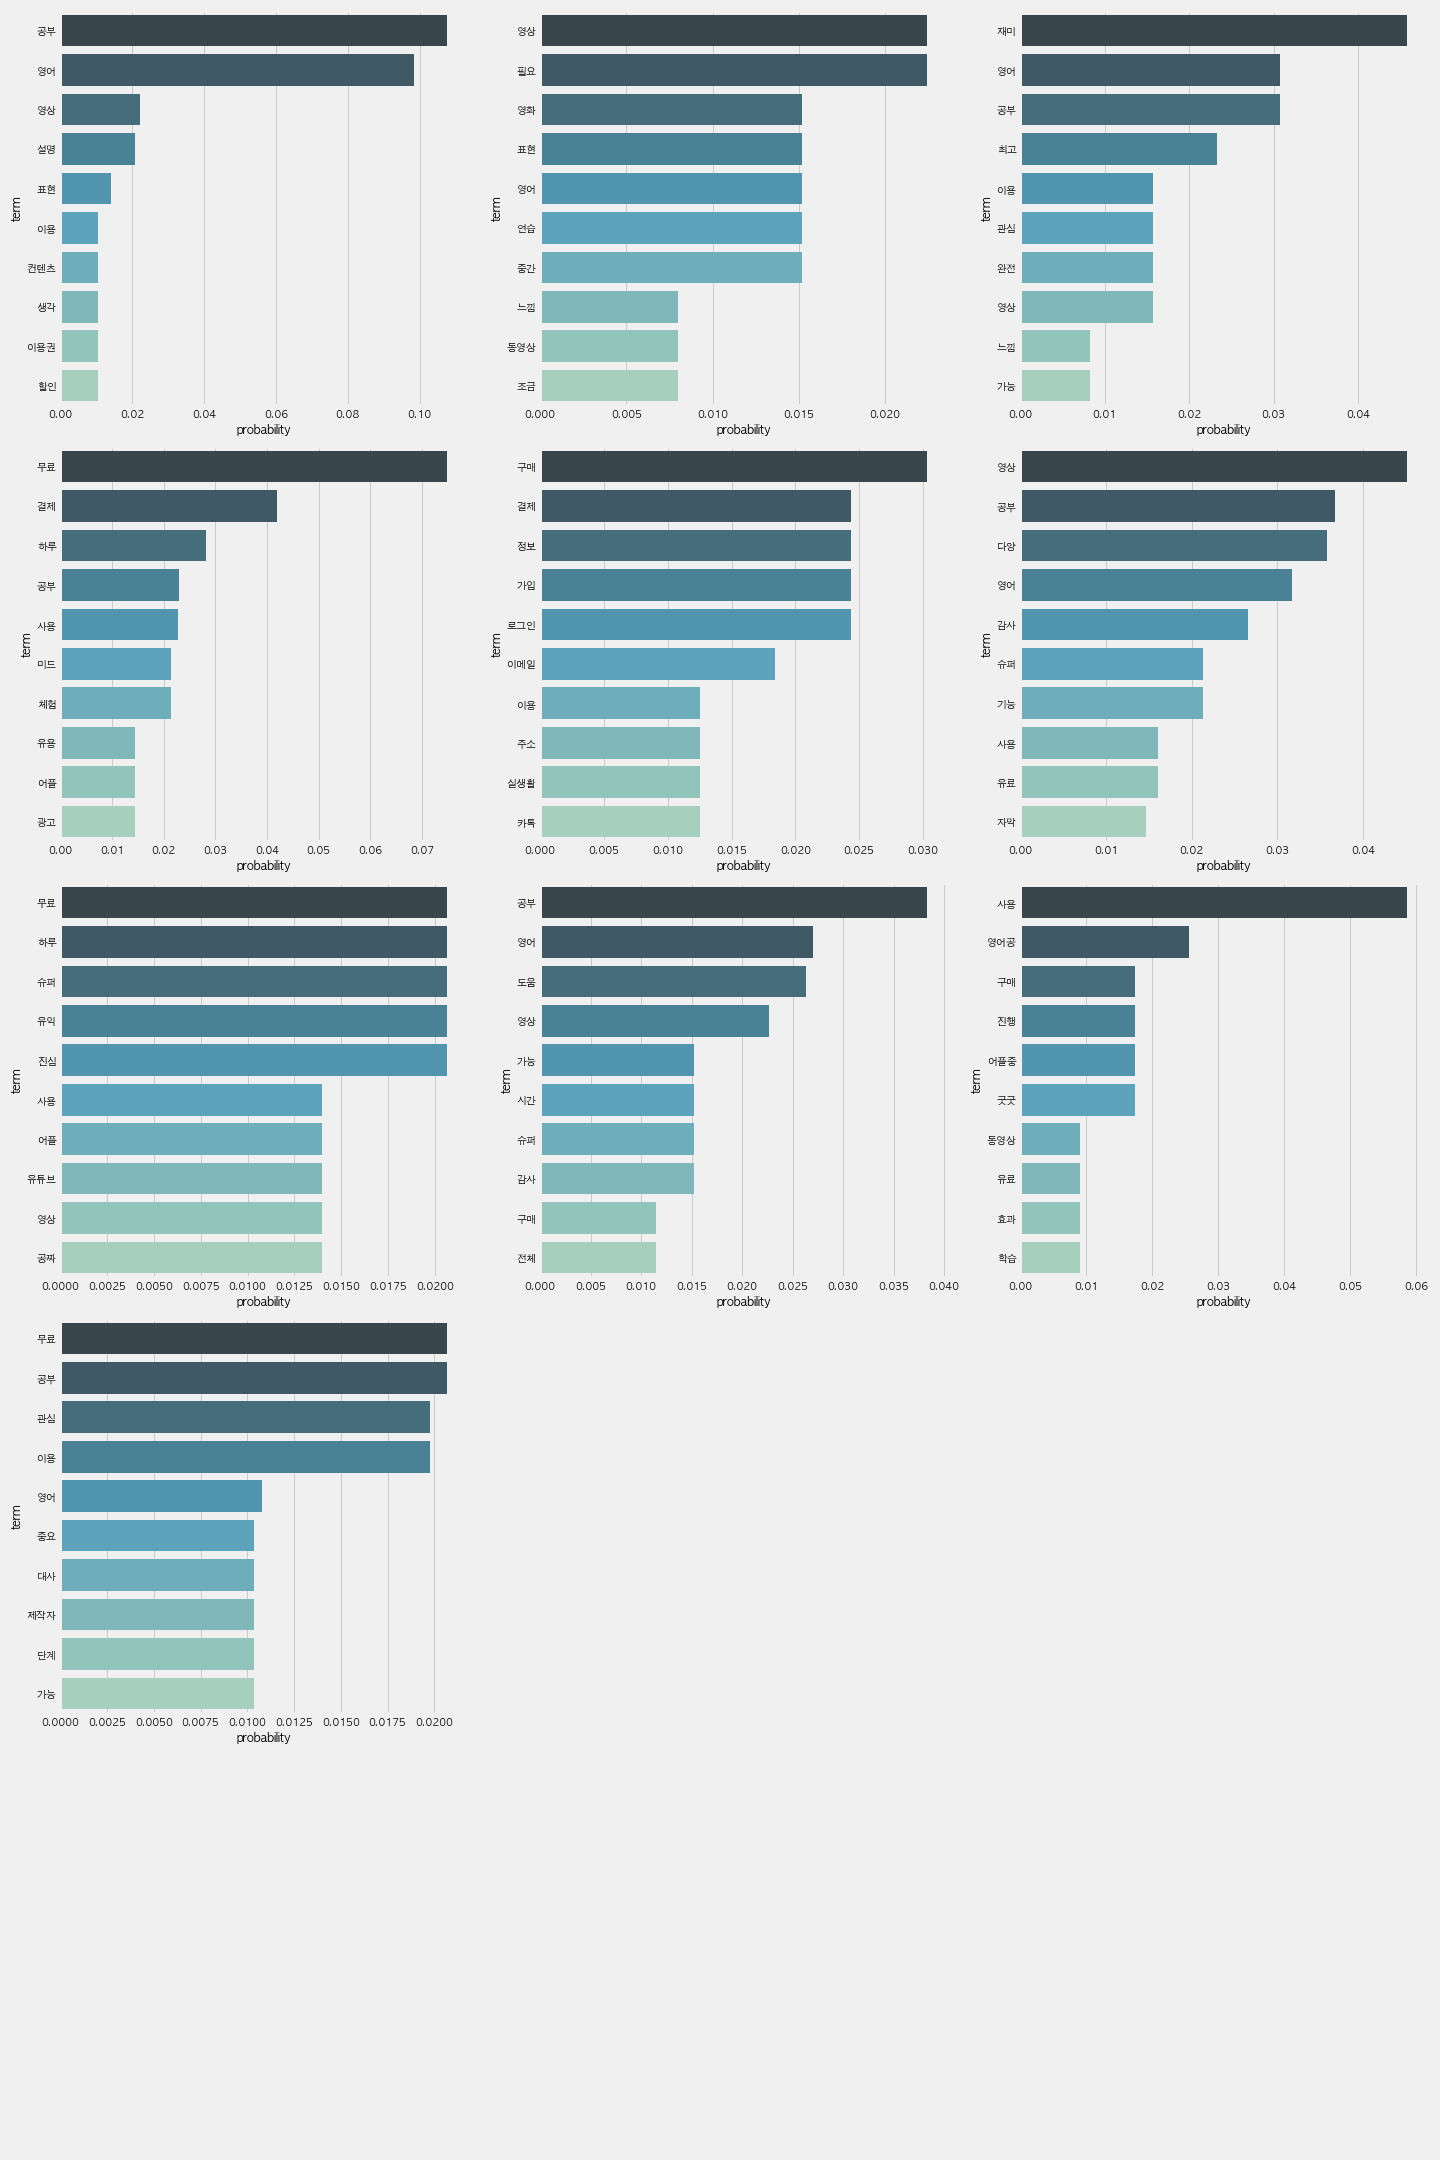 공부
영어
영상
설명
표현
이용
컨텐츠
생각
이용권
할인
term
0.00 0.02 0.04 0.06 0.08 0.10
probability
영상
필요
영화
표현
영어
연습
중간
느낌
동영상
조금
term
0.000 0.005 0.010 0.015 0.020
probability
재미
영어
공부
최고
이용
관심
완전
영상
느낌
가능
term
0.00 0.01 0.02 0.03 0.04
probability
무료
결제
하루
공부
사용
미드
체험
유용
어플
광고
term
0.00 0.01 0.02 0.03 0.04 0.05 0.06 0.07
probability
구매
결제
정보
가입
로그인
이메일
이용
주소
실생활
카톡
term
0.000 0.005 0.010 0.015 0.020 0.025 0.030
probability
영상
공부
다양
영어
감사
슈퍼
기능
사용
유료
자막
term
0.00 0.01 0.02 0.03 0.04
probability
무료
하루
슈퍼
유익
진심
사용
어플
유튜브
영상
공짜
term
0.0000 0.0025 0.0050 0.0075 0.0100 0.0125 0.0150 0.0175 0.0200
probability
공부
영어
도움
영상
가능
시간
슈퍼
감사
구매
전체
term
0.000 0.005 0.010 0.015 0.020 0.025 0.030 0.035 0.040
probability
사용
영어공
구매
진행
어플중
굿굿
동영상
유료
효과
학습
term
0.00 0.01 0.02 0.03 0.04 0.05 0.06
probability
무료
공부
관심
이용
영어
중요
대사
제작자
단계
가능
term
0.0000 0.0025 0.0050 0.0075 0.0100 0.0125 0.0150 0.0175 0.0200
probability